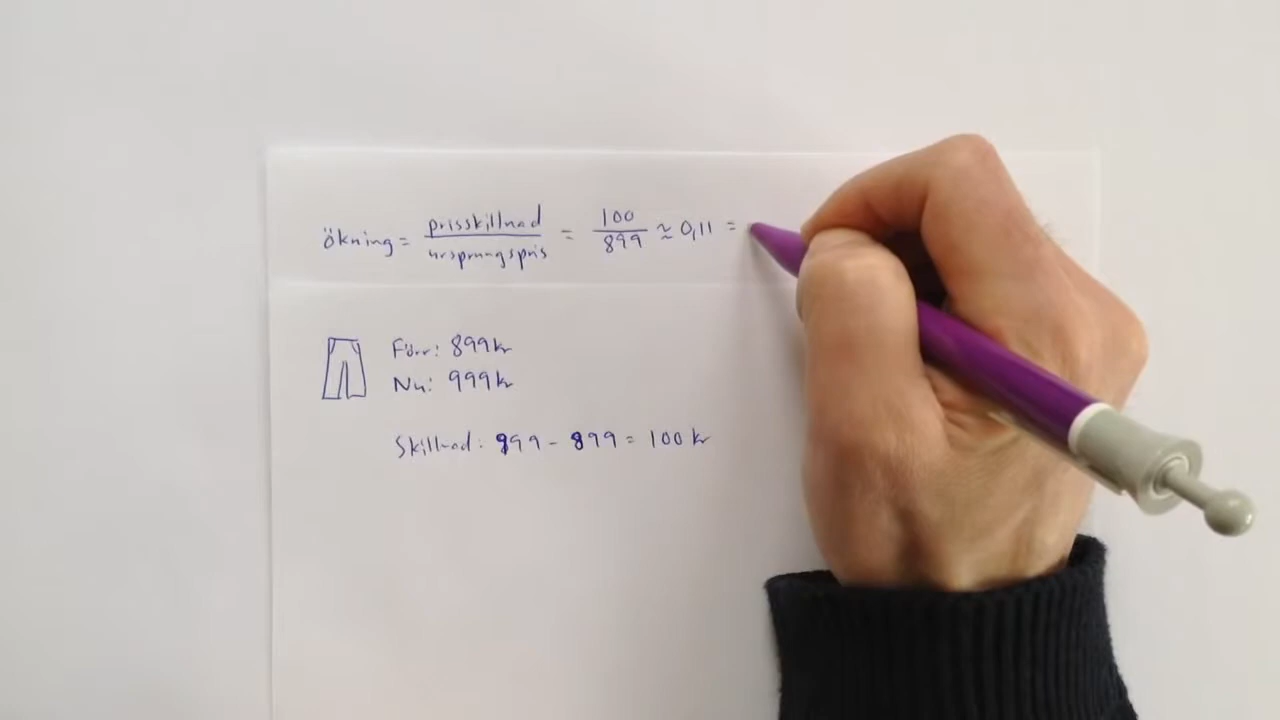 ökning = prisskillnad / ursprungspris = 100 / 899 ≈ 0,11 =
Förr: 899 kr
Nu: 999 kr
Skillnad: 999 - 899 = 100 kr